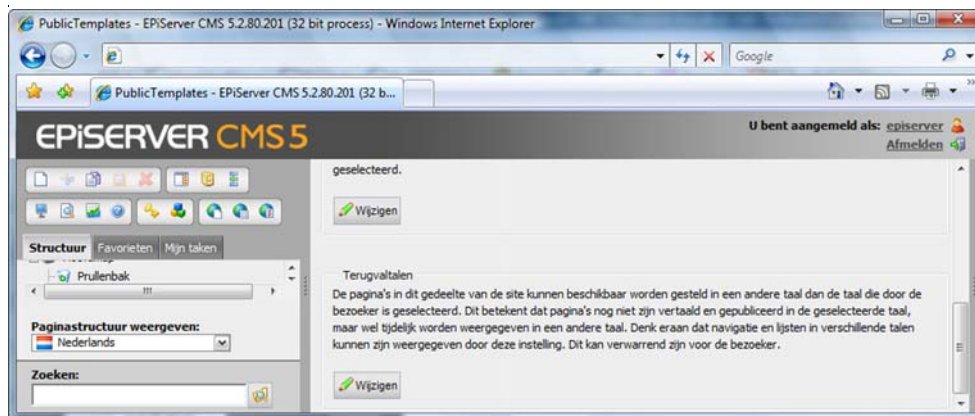 PublicTemplates - EPiServer CMS 5.2.80.201 (32 bit process) - Windows Internet Explorer
Google
PublicTemplates - EPiServer CMS 5.2.80.201 (32 b...
EPiSERVER CMS 5
U bent aangemeld als: episerver
Afmelden
Structuur Favorieten Mijn taken
Prullenbak
Paginastructuur weergeven:
Nederlands
Zoeken:
geselecteerd.
Wijzigen
Terugvaltalen
De pagina's in dit gedeelte van de site kunnen beschikbaar worden gesteld in een andere taal dan de taal die door de
bezoeker is geselecteerd. Dit betekent dat pagina's nog niet zijn vertaald en gepubliceerd in de geselecteerde taal,
maar wel tijdelijk worden weergegeven in een andere taal. Denk eraan dat navigatie en lijsten in verschillende talen
kunnen zijn weergegeven door deze instelling. Dit kan verwarrend zijn voor de bezoeker.
Wijzigen